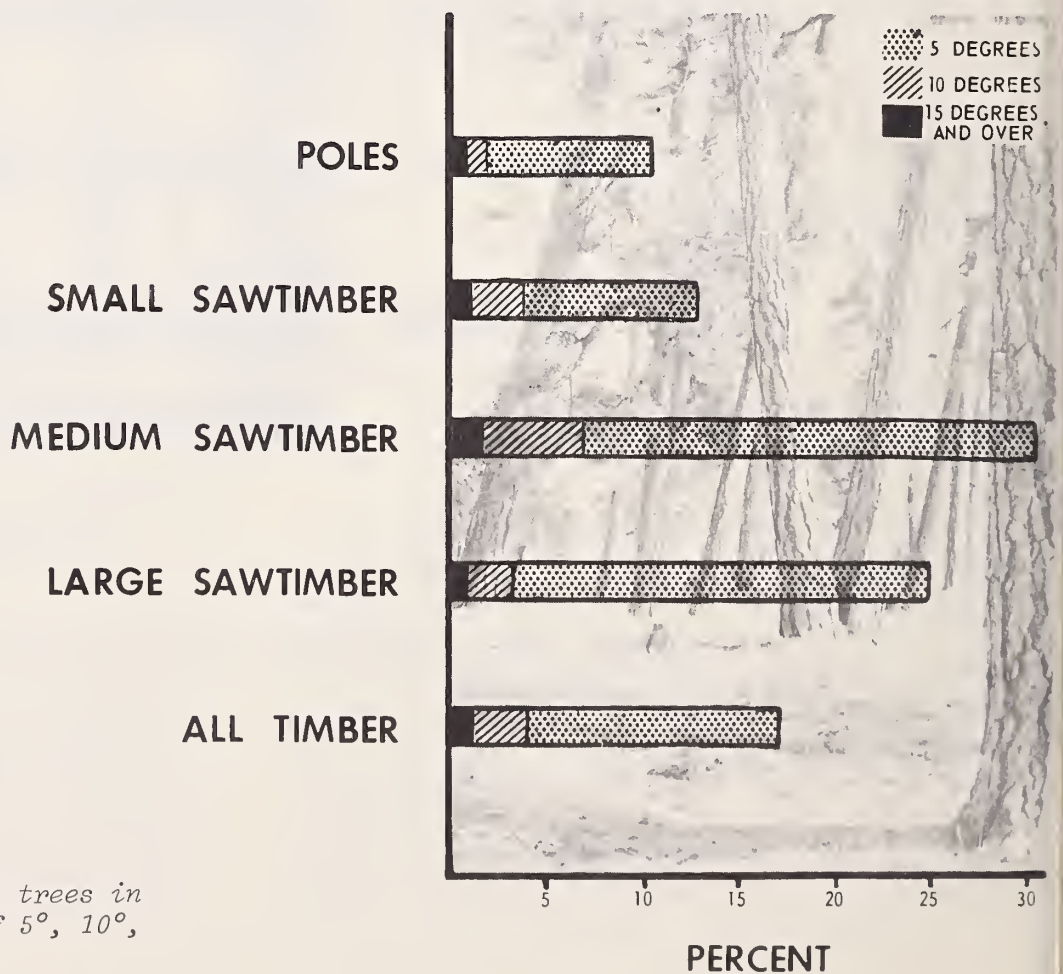 5 DEGREES
10 DEGREES
15 DEGREES
AND OVER
POLES
SMALL SAWTIMBER
MEDIUM SAWTIMBER
LARGE SAWTIMBER
ALL TIMBER
5 10 15 20 25 30
PERCENT
trees in
5°, 10°,